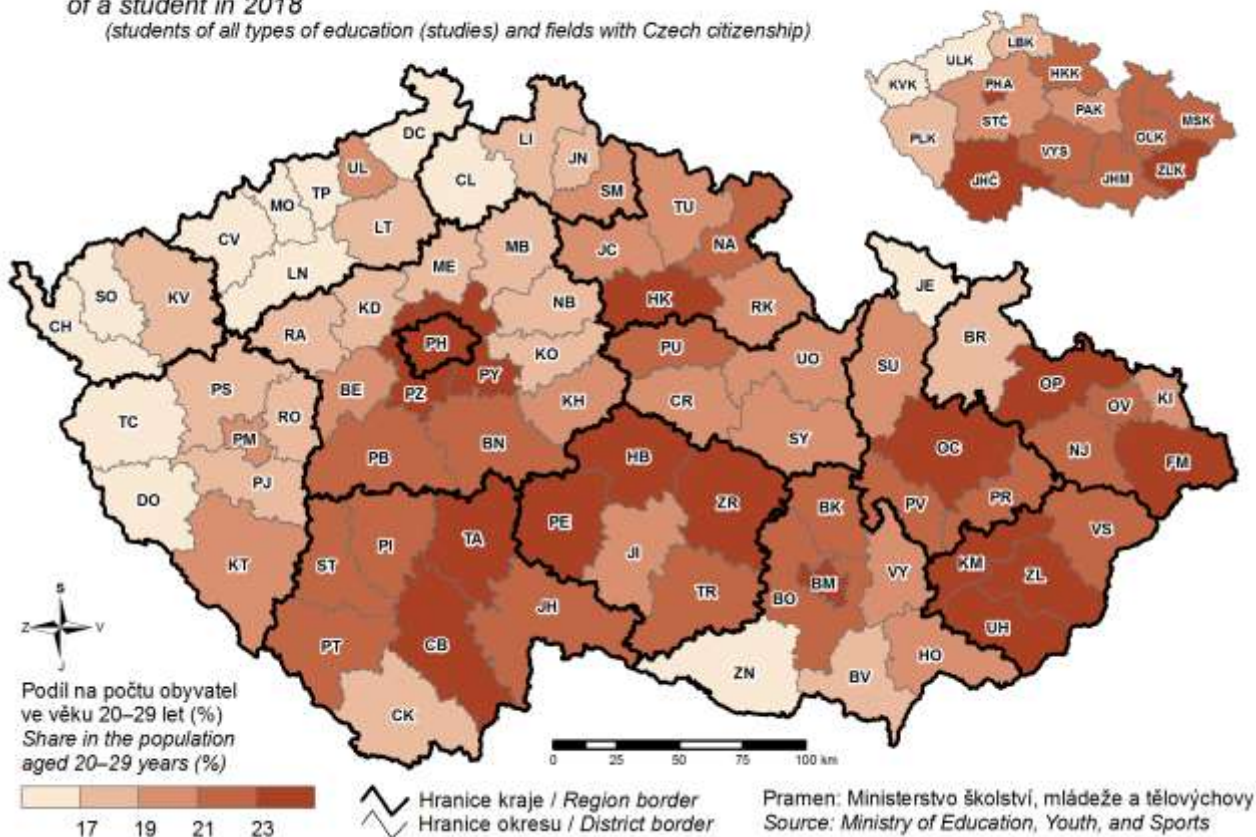 of a student in 2018
(students of all types of education (studies) and fields with Czech citizenship)
LBK
ULK
HKK
KVK
PHA
PAK
STČ
MSK
OLK
PLK
VYS
ZLK
JHČ
JHM
DC
LI
JN
UL
CL
TP
SM
MO
TU
LT
CV
NA
MB
JC
LN
ME
JE
SO
KV
HK
NB
KD
RK
CH
RA
BR
PH
PU
KO
UO
SU
PY
OP
PS
BE
PZ
KH
CR
KI
RO
OV
TC
PM
SY
BN
OC
NJ
PB
HB
FM
PJ
DO
PR
ZR
PV
BK
PE
VS
TA
PI
JI
ST
KM
KT
VY
ZL
BM
TR
BO
JH
UH
PT
CB
HO
ZN
BV
CK
S
Z V
J
Podíl na počtu obyvatel
ve věku 20–29 let (%)
Share in the population
aged 20–29 years (%)
17 19 21 23
0 25 50 75 100 km
Hranice kraje / Region border
Hranice okresu / District border
Pramen: Ministerstvo školství, mládeže a tělovýchovy
Source: Ministry of Education, Youth, and Sports